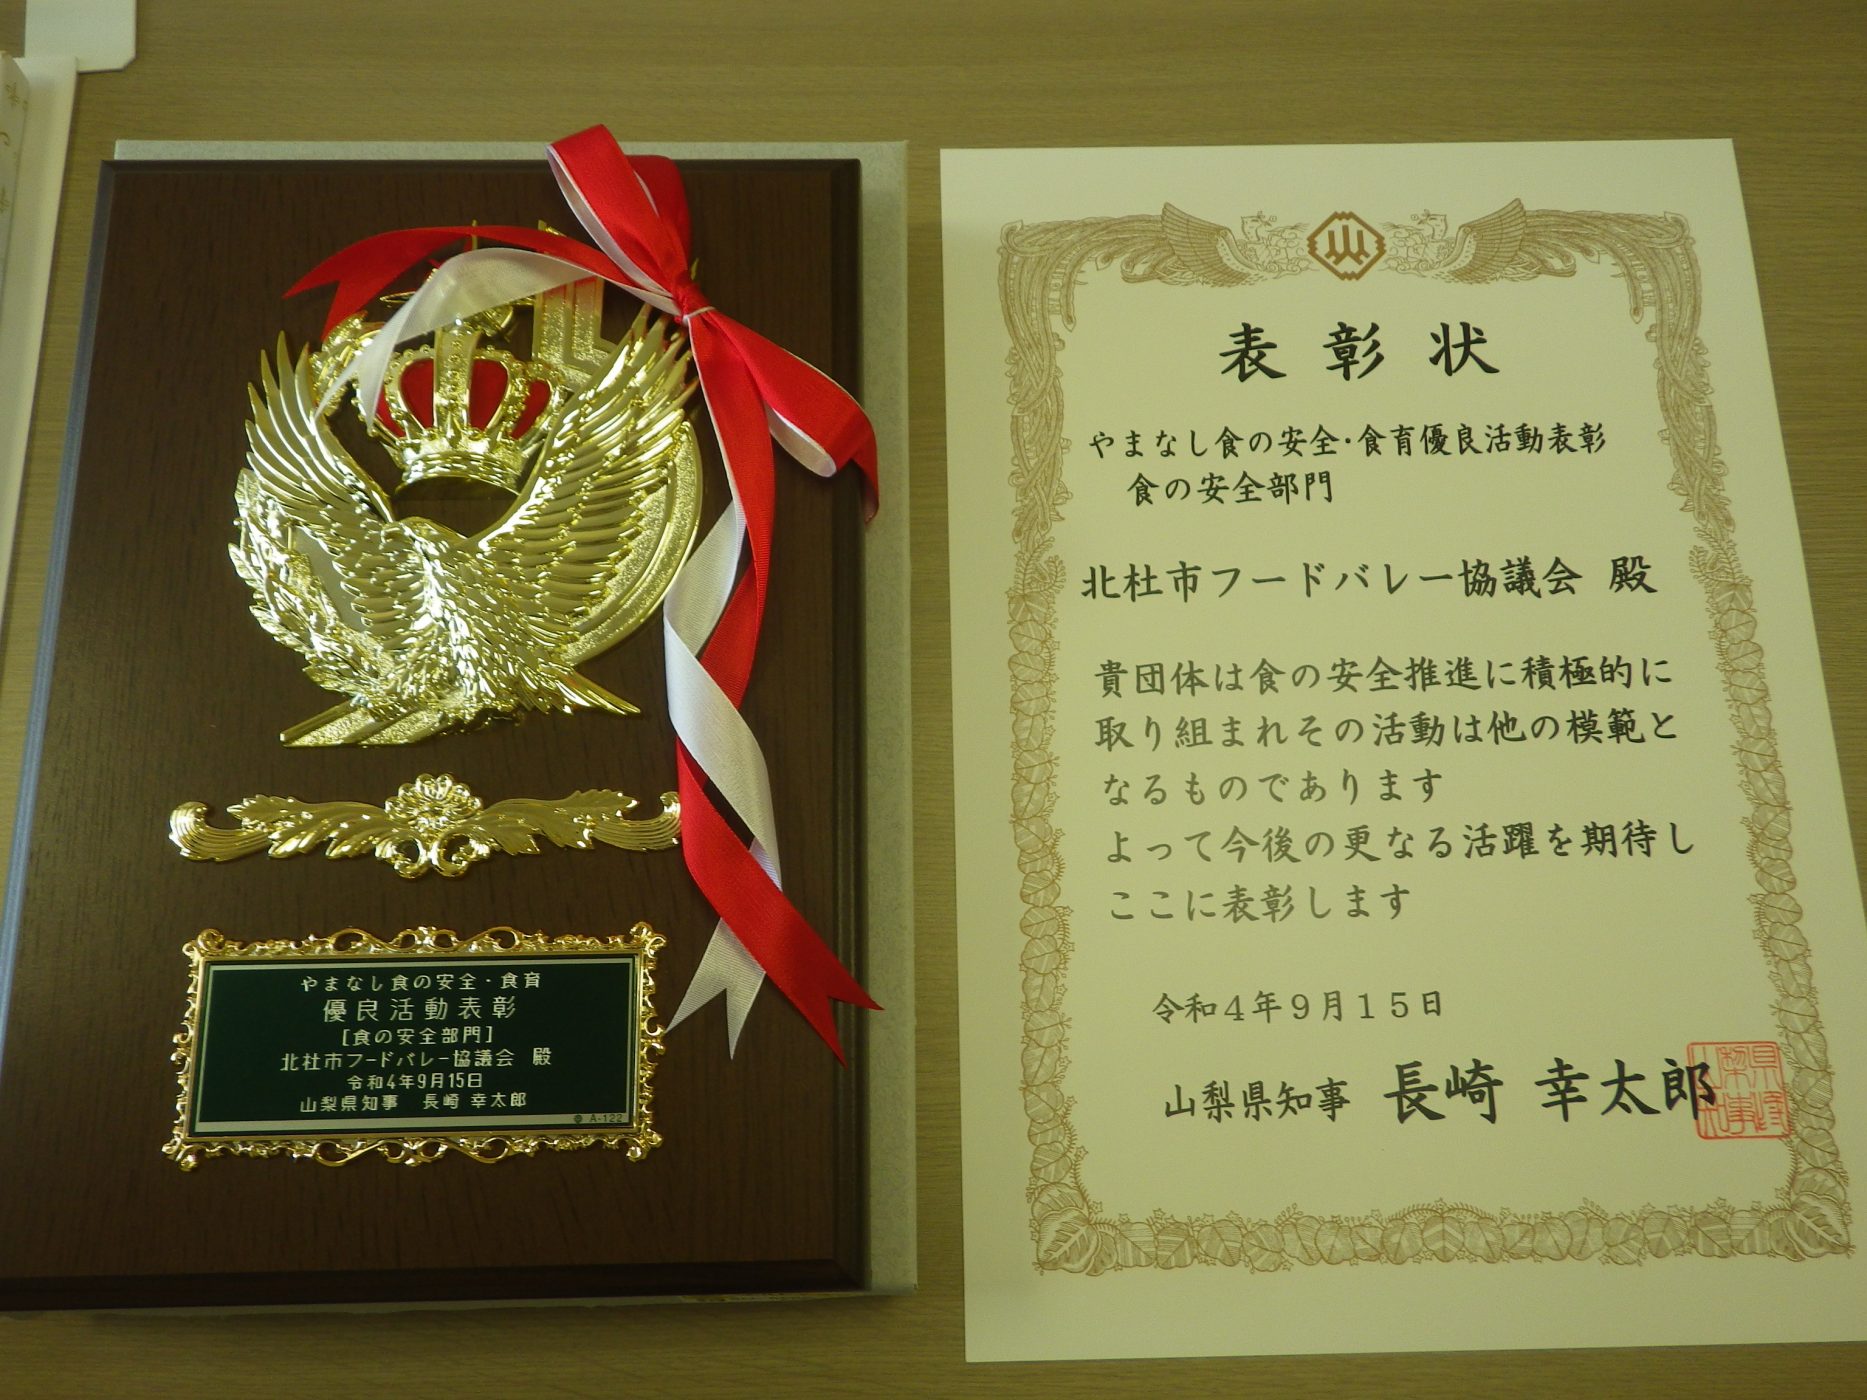 やまなし食の安全・食育
優良活動表彰
[食の安全部門]
北杜市フードバレー協議会 殿
令和4年9月15日
山梨県知事 長崎 幸太郎
A-122
表彰状
やまなし食の安全・食育優良活動表彰
食の安全部門
北杜市フードバレー協議会 殿
貴団体は食の安全推進に積極的に
取り組まれその活動は他の模範と
なるものであります
よって今後の更なる活躍を期待し
ここに表彰します
令和4年9月15日
山梨県知事 長崎 幸太郎